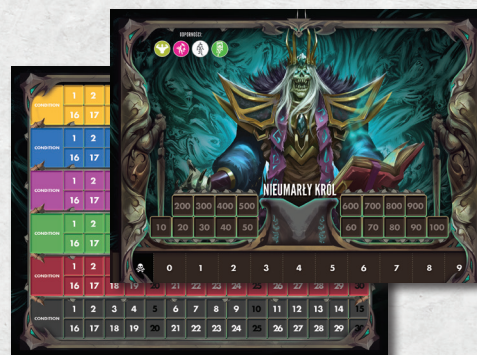 ODPORNOŚCI:
NIEUMARŁY KRÓL
200 300 400 500 600 700 800 900
10 20 30 40 50 60 70 80 90 100
0 1 2 3 4 5 6 7 8 9
CONDITION
1 2
16 17
CONDITION
1 2
16 17
CONDITION
1 2
16 17
CONDITION
1 2
16 17
CONDITION
1 2
16 17 18 19 20 21 22 23 24 25 26 27 28 29 30
CONDITION
1 2 3 4 5 6 7 8 9 10 11 12 13 14 15
16 17 18 19 20 21 22 23 24 25 26 27 28 29 30